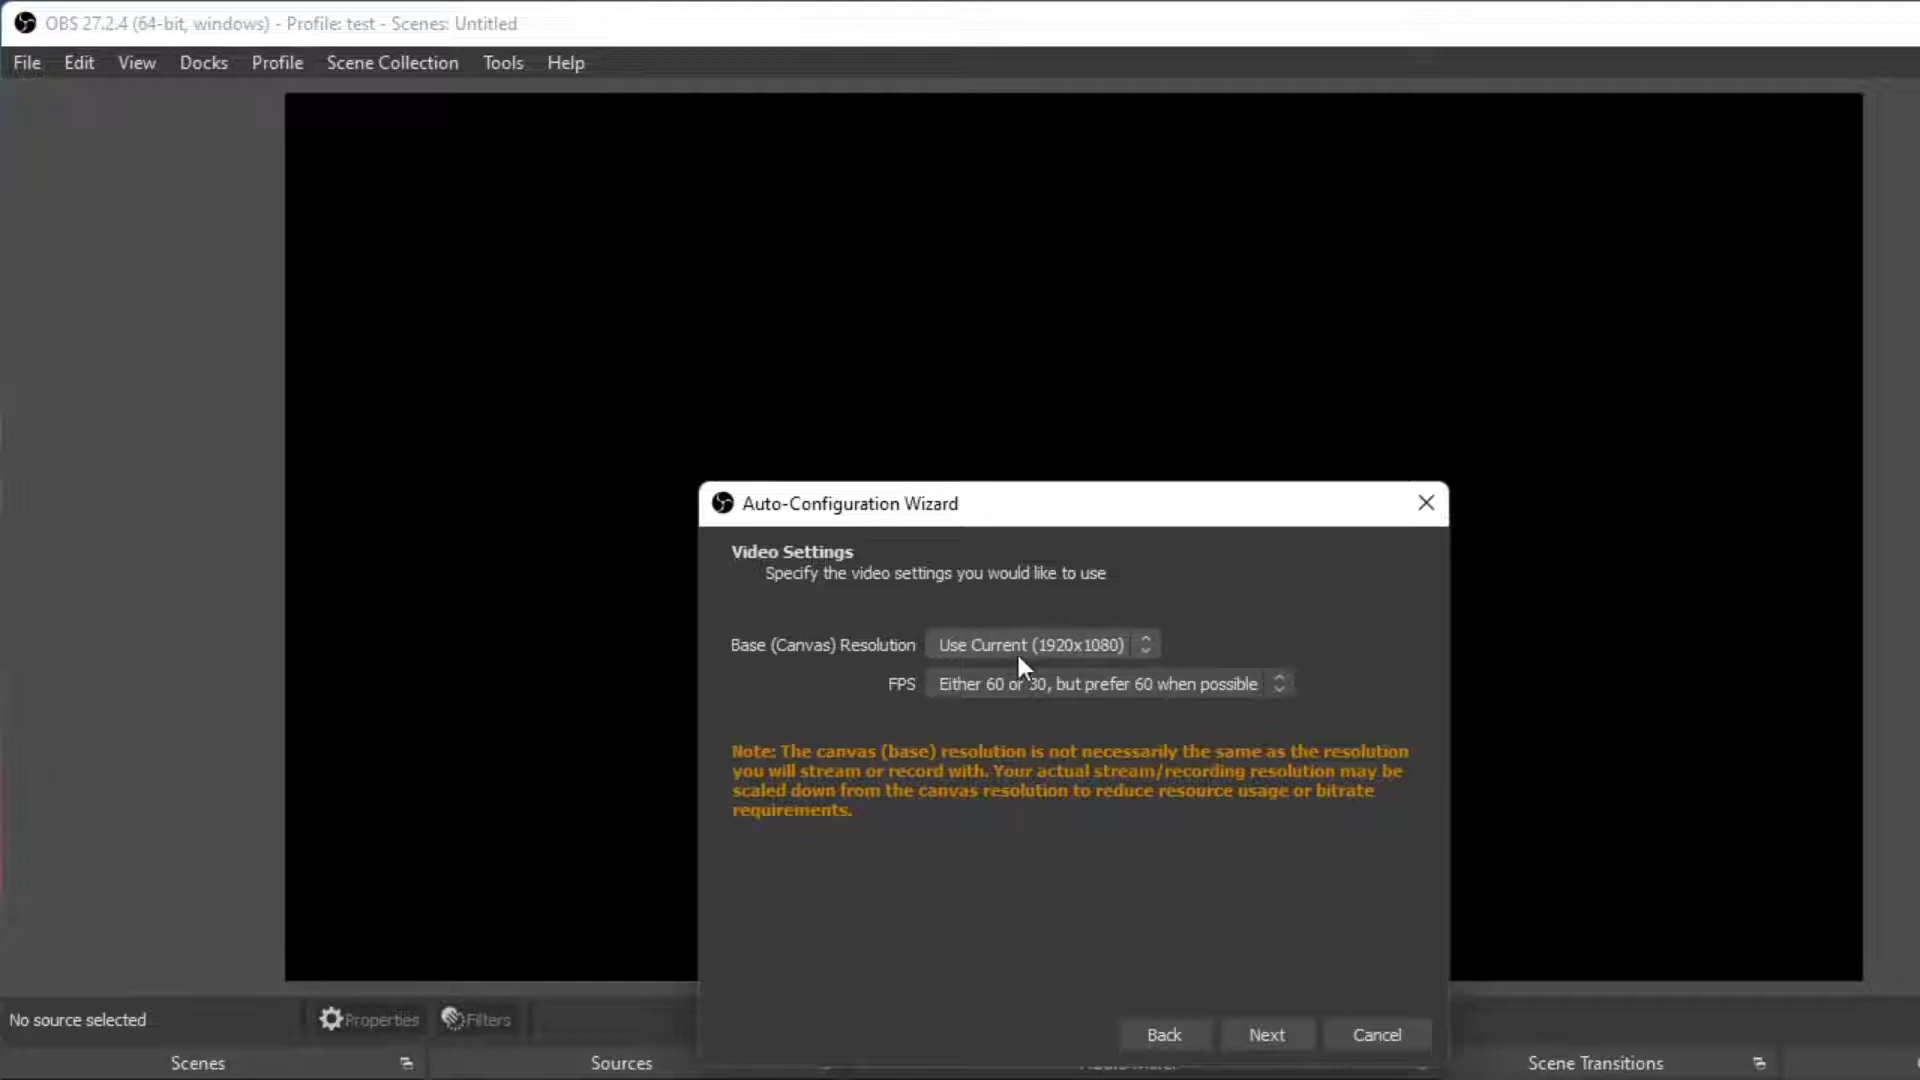 OBS 27.2.4 (64-bit, windows) - Profile: test - Scenes: Untitled
File Edit View Docks Profile Scene Collection Tools Help
Auto-Configuration Wizard
Video Settings
Specify the video settings you would like to use
Base (Canvas) Resolution Use Current (1920x1080)
FPS Either 60 or 30, but prefer 60 when possible
Note: The canvas (base) resolution is not necessarily the same as the resolution
you will stream or record with. Your actual stream/recording resolution may be
scaled down from the canvas resolution to reduce resource usage or bitrate
requirements.
Back Next Cancel
No source selected Properties Filters
Scenes Sources Scene Transitions